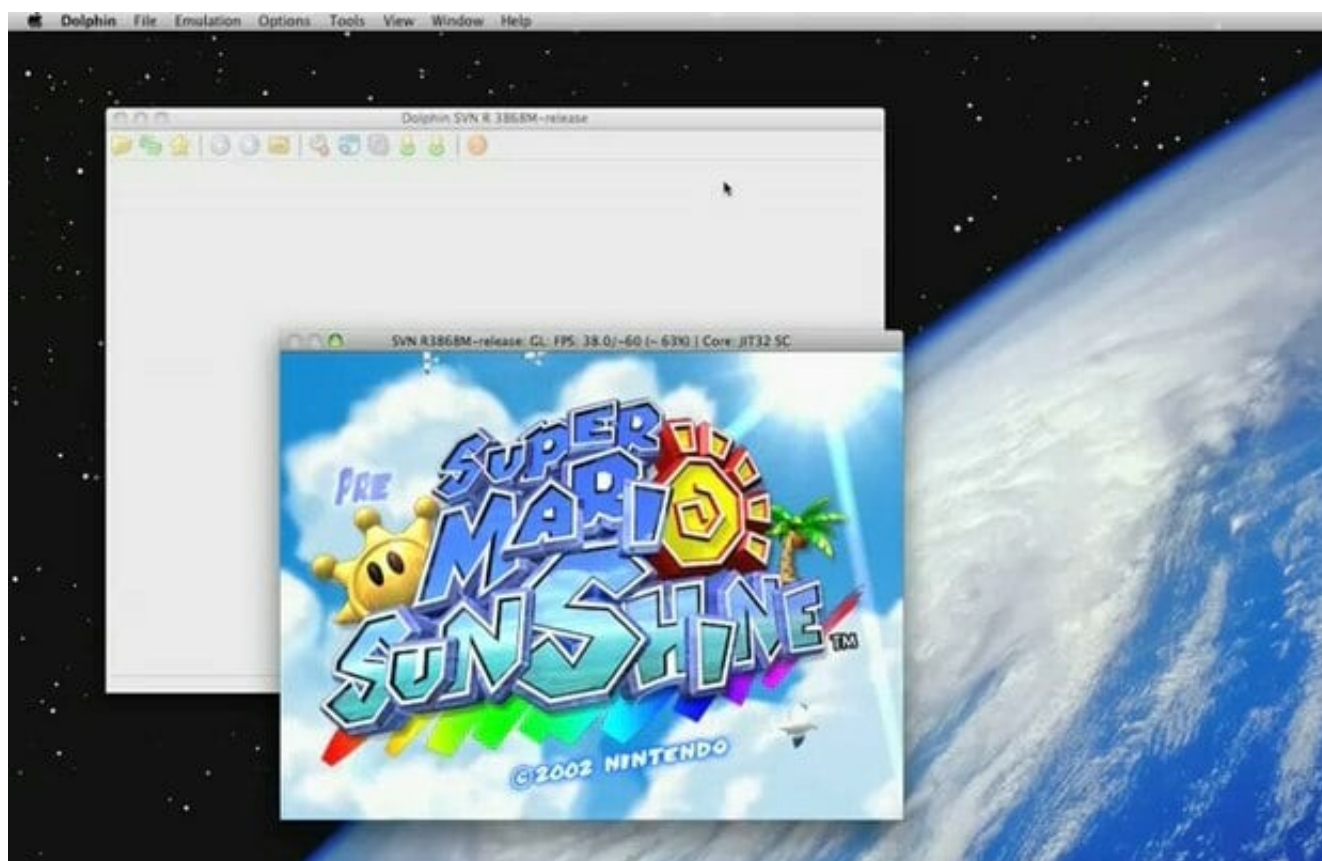 Dolphin File Emulation Options Tools View Window Help
Dolphin SVN R 3868M-release
SVN R3868M-release: GL: FPS: 38.0/~60 (~ 63%) | Core: JIT32 SC
PRE
SUPER
MARIO
SUNSHINE TM
©2002 NINTENDO